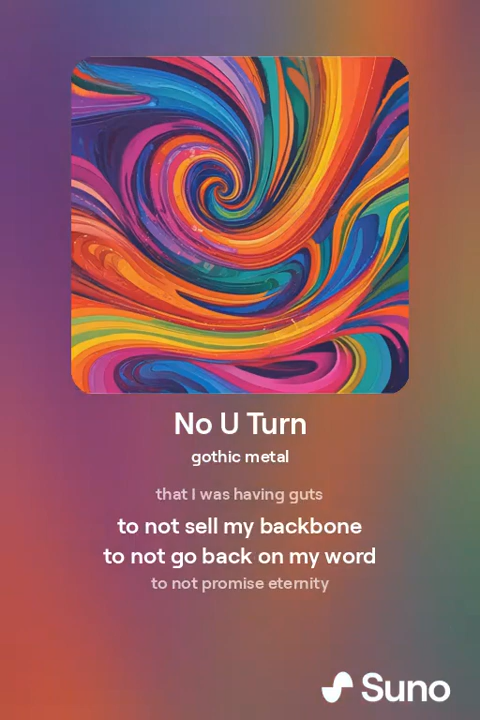 No U Turn
gothic metal
that I was having guts
to not sell my backbone
to not go back on my word
to not promise eternity
Suno